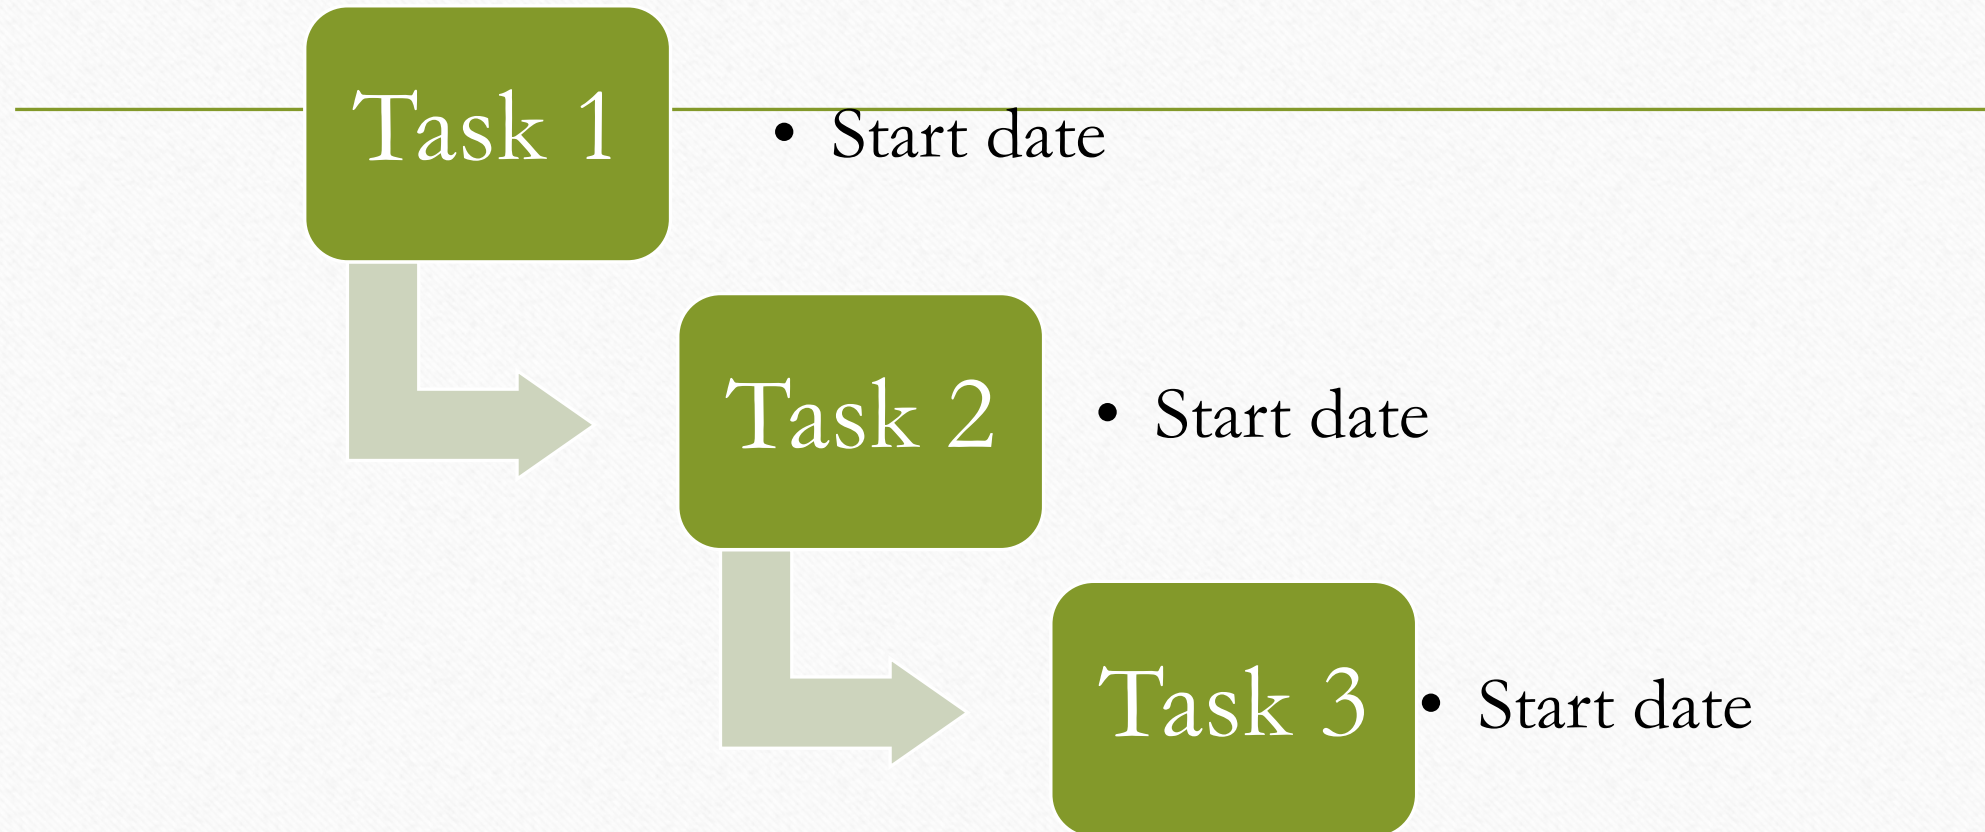 Task 1
• Start date
Task 2
• Start date
Task 3
• Start date